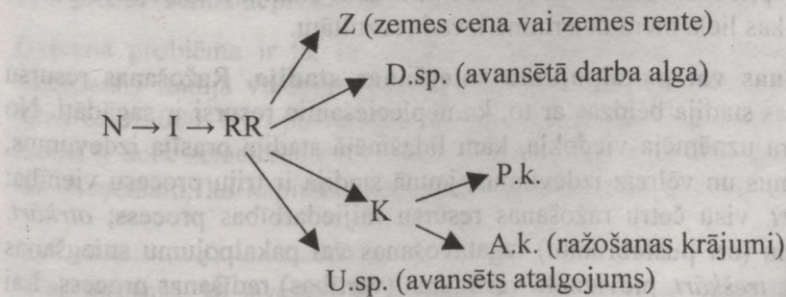 Z (zemes cena vai zemes rente)
D.sp. (avansētā darba alga)
N → I → RR
P.k.
K
A.k. (ražošanas krājumi)
U.sp. (avansēts atalgojums)